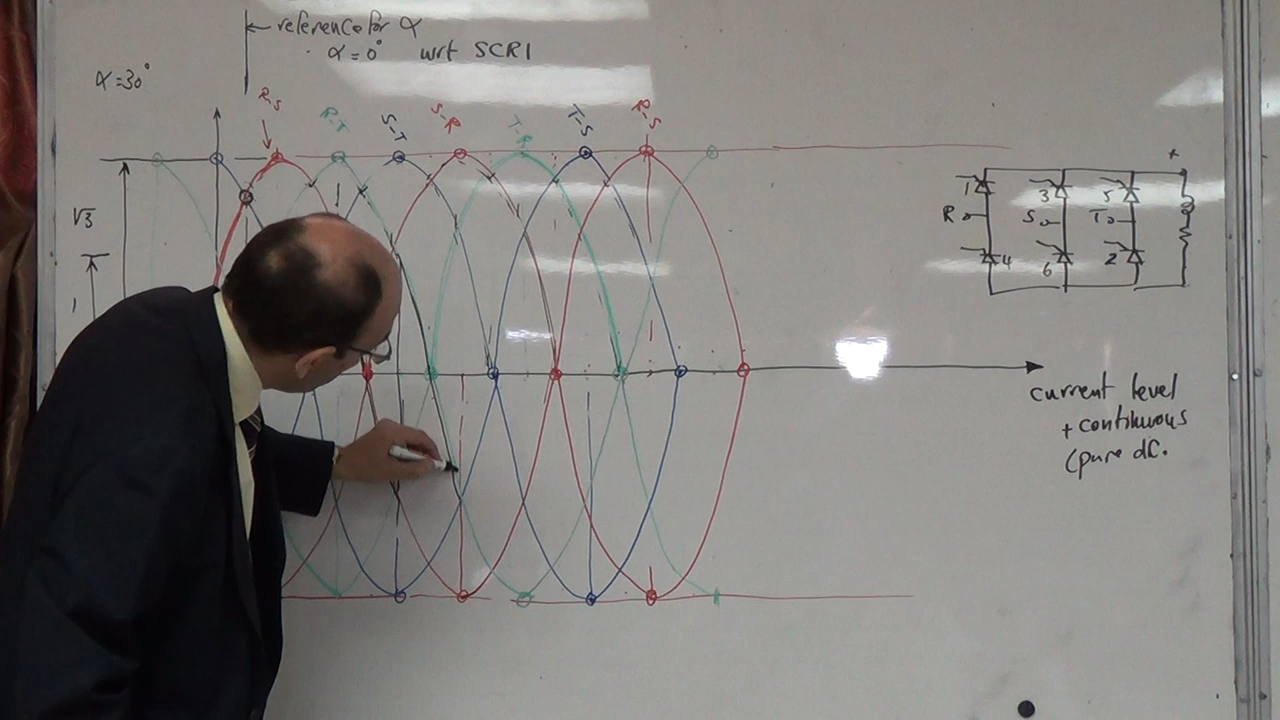 reference for α
α=0° wrt SCR1
α=30°
R-S
R-T
S-T
S-R
T-R
T-S
R-S
√3
1
+
1
3
5
R
S
T
4
6
2
current level
+ continuous
(pure dC.